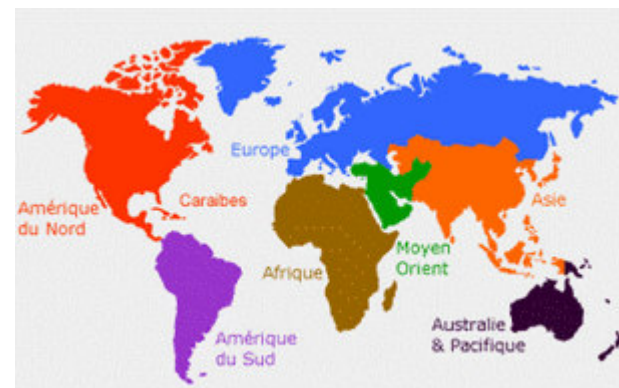 Europe
Caraibes
Asie
Amérique
du Nord
Moyen
Orient
Afrique
Australie
& Pacifique
Amérique
du Sud